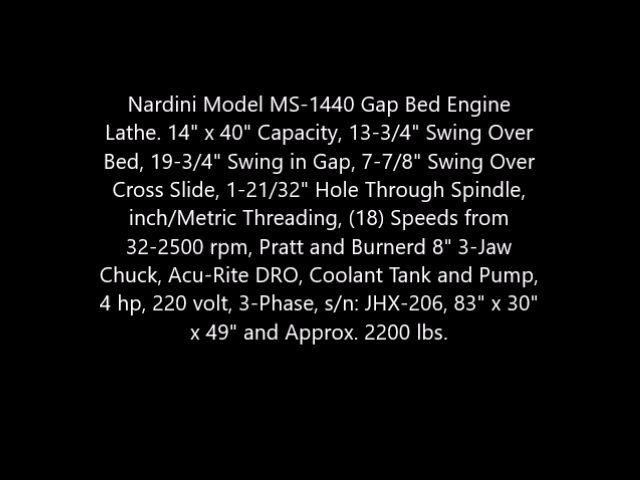 Nardini Model MS-1440 Gap Bed Engine
Lathe. 14" x 40" Capacity, 13-3/4" Swing Over
Bed, 19-3/4" Swing in Gap, 7-7/8" Swing Over
Cross Slide, 1-21/32" Hole Through Spindle,
inch/Metric Threading, (18) Speeds from
32-2500 rpm, Pratt and Burnerd 8" 3-Jaw
Chuck, Acu-Rite DRO, Coolant Tank and Pump,
4 hp, 220 volt, 3-Phase, s/n: JHX-206, 83" x 30"
x 49" and Approx. 2200 lbs.